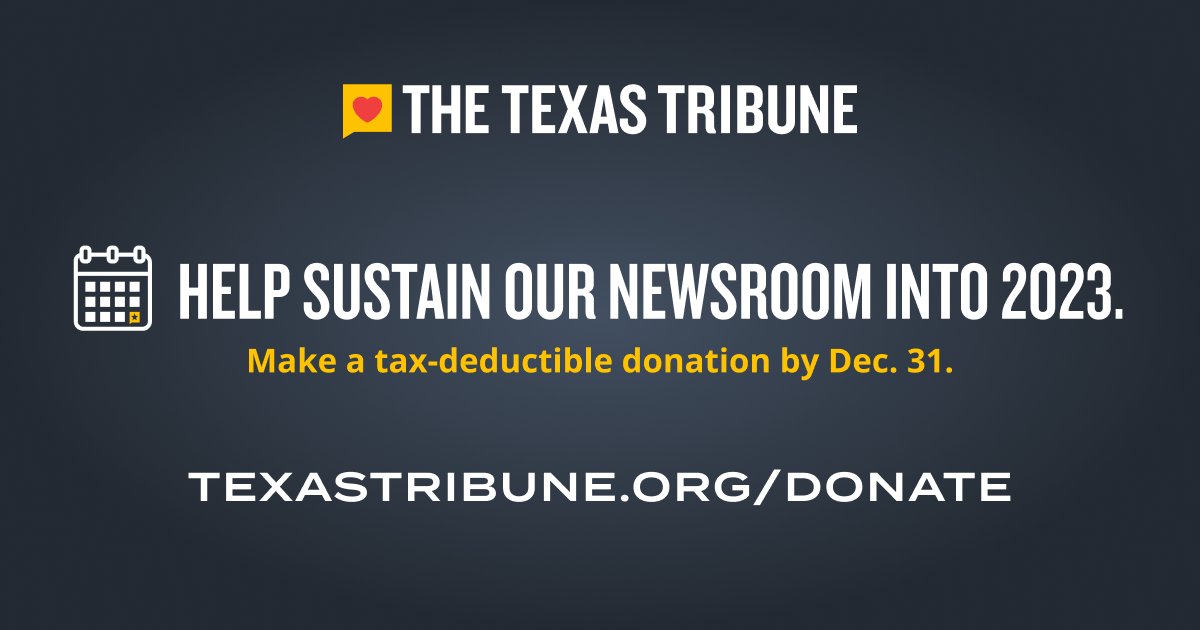 THE TEXAS TRIBUNE
HELP SUSTAIN OUR NEWSROOM INTO 2023.
Make a tax-deductible donation by Dec. 31.
TEXASTRIBUNE.ORG/DONATE